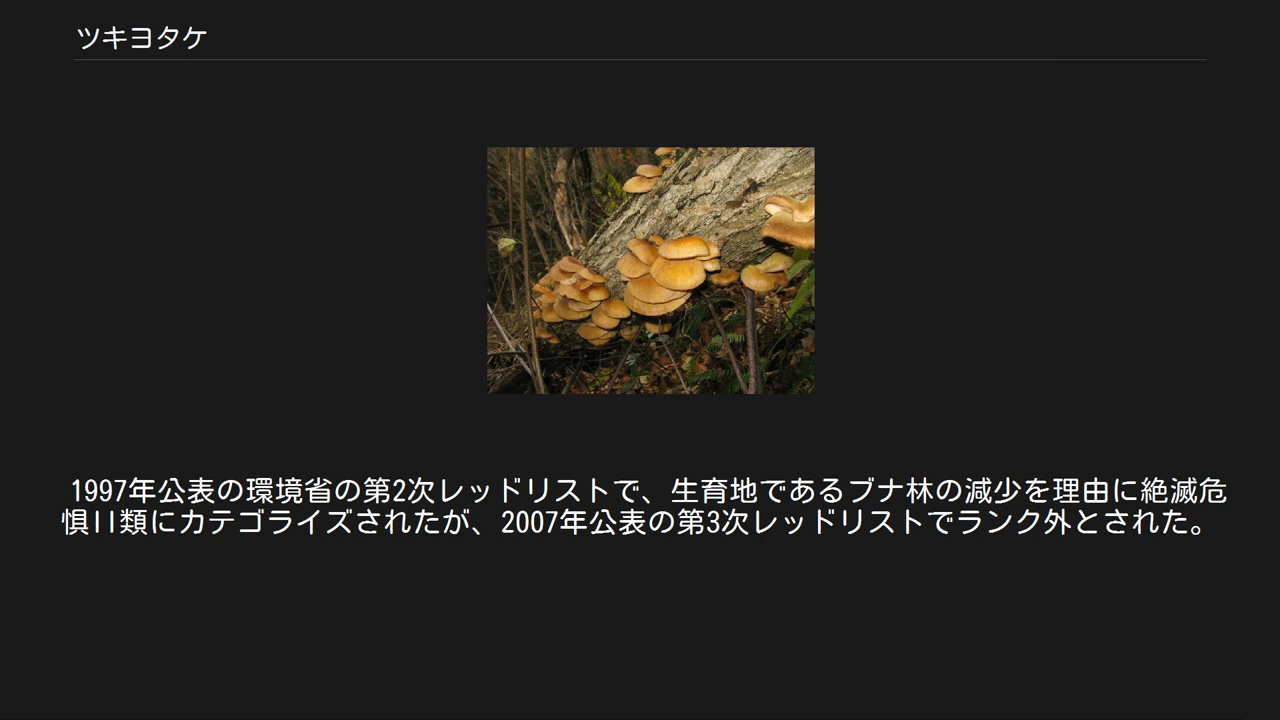 ツキヨタケ
1997年公表の環境省の第2次レッドリストで、生育地であるブナ林の減少を理由に絶滅危
惧II類にカテゴライズされたが、2007年公表の第3次レッドリストでランク外とされた。